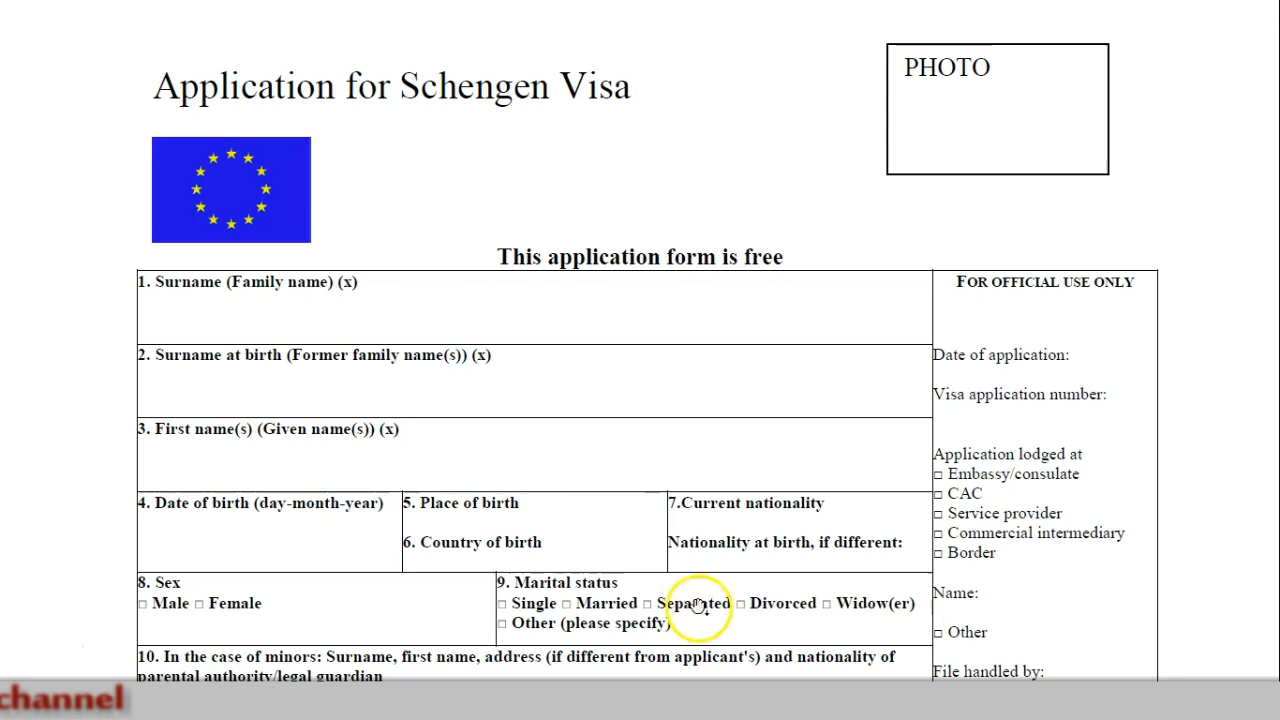 PHOTO
Application for Schengen Visa
This application form is free
1. Surname (Family name) (x)
2. Surname at birth (Former family name(s)) (x)
3. First name(s) (Given name(s)) (x)
4. Date of birth (day-month-year)
5. Place of birth
6. Country of birth
7.Current nationality
Nationality at birth, if different:
8. Sex
□ Male □ Female
9. Marital status
□ Single □ Married □ Separated □ Divorced □ Widow(er)
□ Other (please specify)
10. In the case of minors: Surname, first name, address (if different from applicant's) and nationality of
parental authority/legal guardian
FOR OFFICIAL USE ONLY
Date of application:
Visa application number:
Application lodged at
□ Embassy/consulate
□ CAC
□ Service provider
□ Commercial intermediary
□ Border
Name:
□ Other
File handled by:
channel